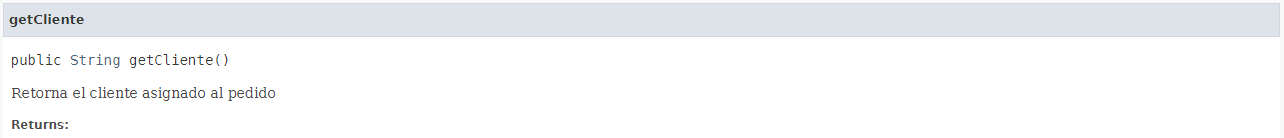 getCliente
public String getCliente()
Retorna el cliente asignado al pedido
Returns: